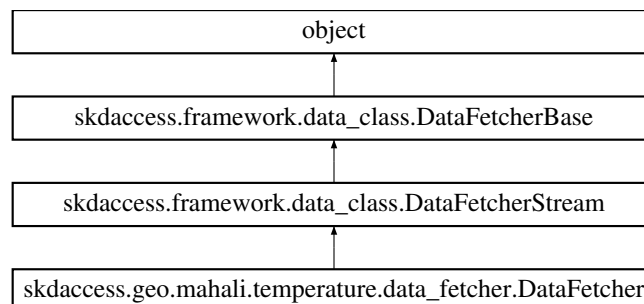 object
skdaccess.framework.data_class.DataFetcherBase
skdaccess.framework.data_class.DataFetcherStream
skdaccess.geo.mahali.temperature.data_fetcher.DataFetcher